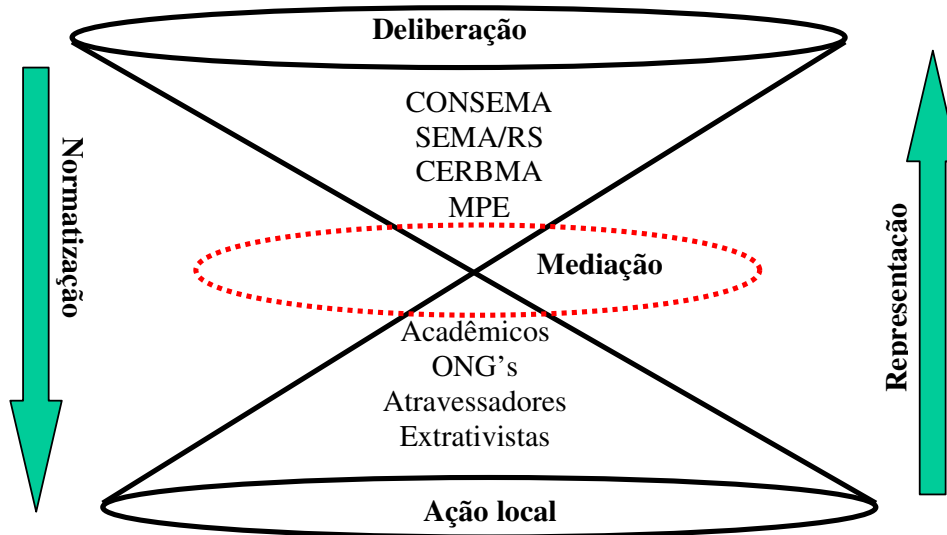 Deliberação
CONSEMA
SEMA/RS
CERBMA
MPE
Normatização
Representação
Mediação
Acadêmicos
ONG’s
Atravessadores
Extrativistas
Ação local